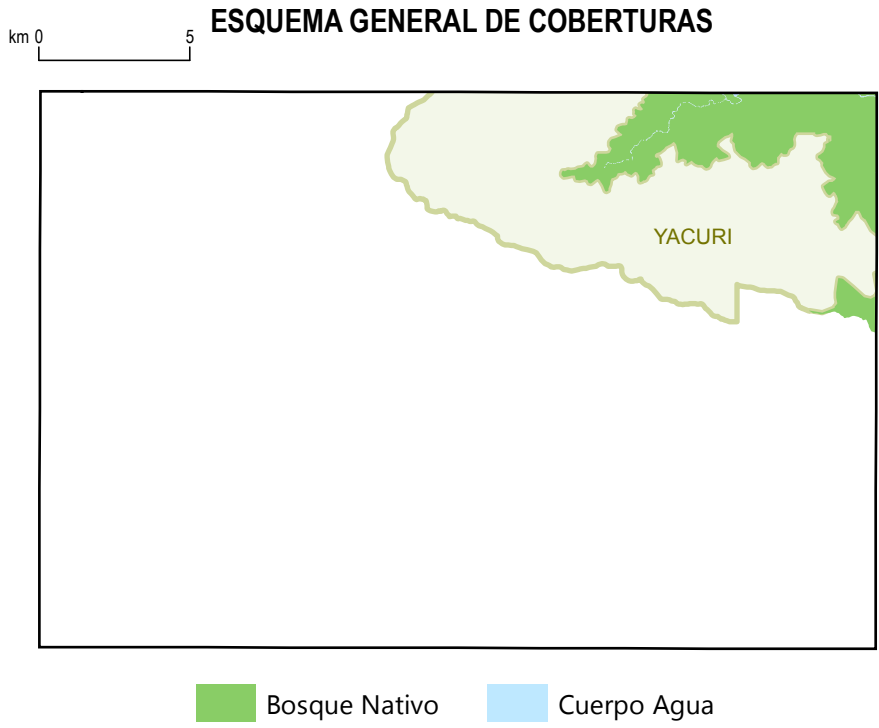 ESQUEMA GENERAL DE COBERTURAS
km 0 5
YACURI
Bosque Nativo Cuerpo Agua